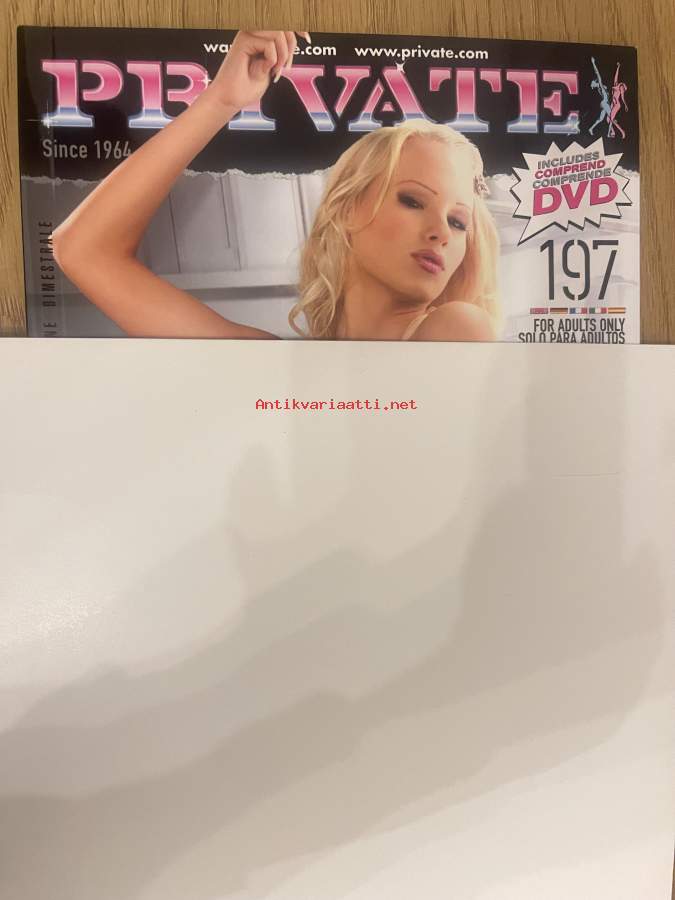 www.private.com
PRIVATE
Since 1964
INCLUDES
COMPREND
COMPRENDE
DVD
197
FOR ADULTS ONLY
SOLO PARA ADULTOS
DIMESTRALE
Antikvariaatti.net